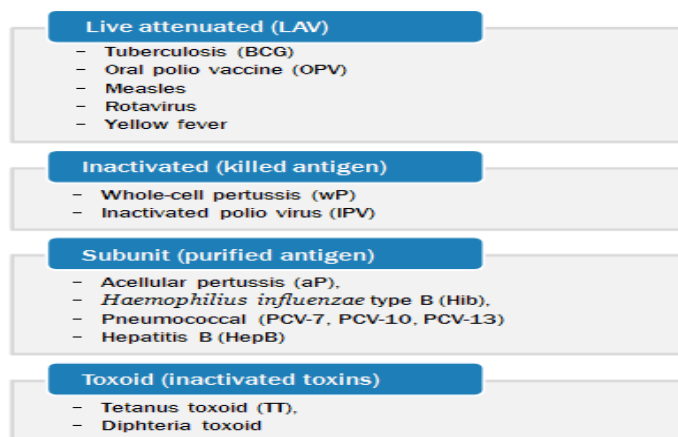 Live attenuated (LAV)
- Tuberculosis (BCG)
- Oral polio vaccine (OPV)
- Measles
- Rotavirus
- Yellow fever
Inactivated (killed antigen)
- Whole-cell pertussis (wP)
- Inactivated polio virus (IPV)
Subunit (purified antigen)
- Acellular pertussis (aP),
- Haemophilius influenzae type B (Hib),
- Pneumococcal (PCV-7, PCV-10, PCV-13)
- Hepatitis B (HepB)
Toxoid (inactivated toxins)
- Tetanus toxoid (TT),
- Diphteria toxoid